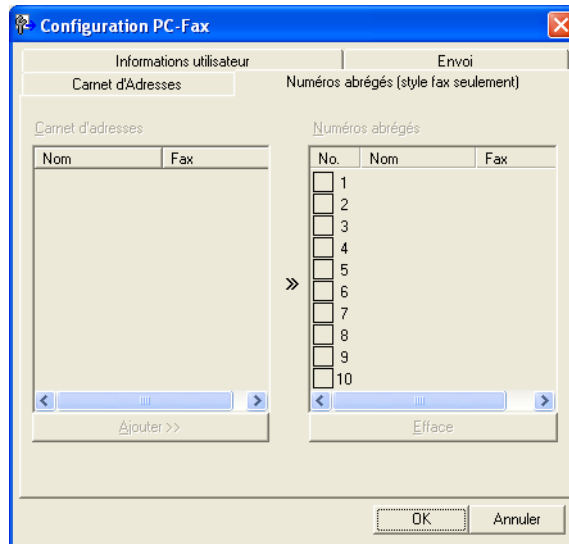 Configuration PC-Fax
Informations utilisateur
Envoi
Carnet d'Adresses
Numéros abrégés (style fax seulement)
Carnet d'adresses
Numéros abrégés
Nom Fax
No. Nom Fax
1
2
3
4
5
6
7
8
9
10
Ajouter >>
Efface
OK
Annuler